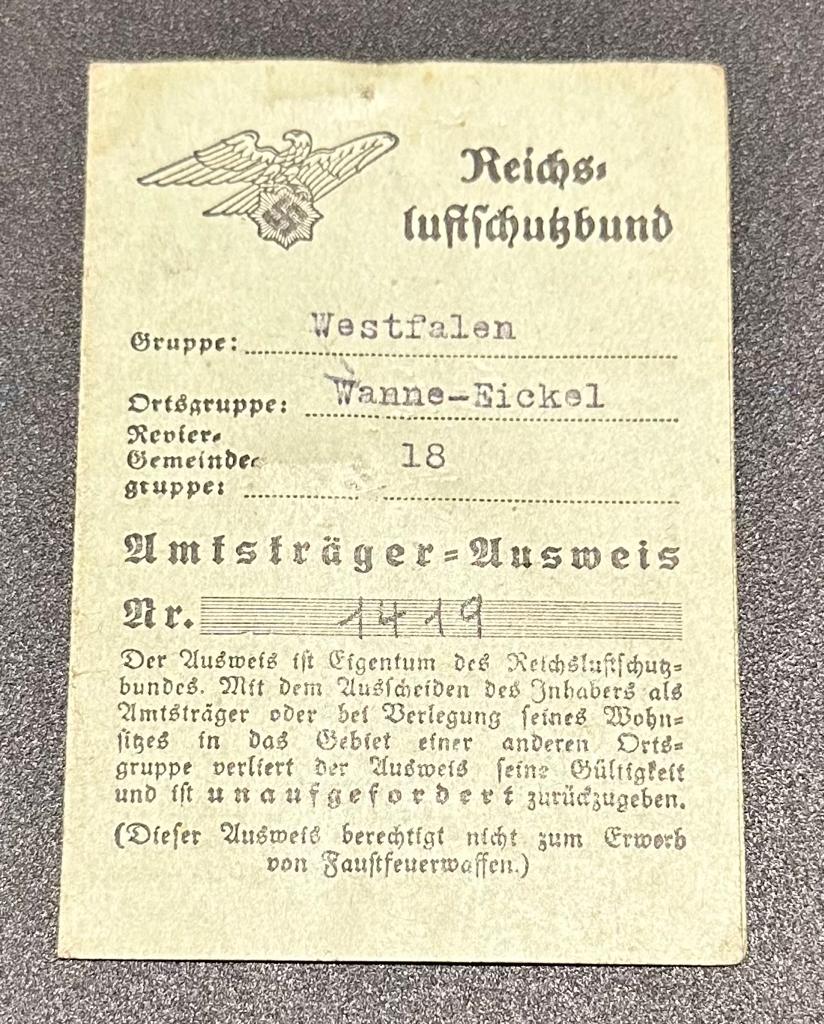 Reichs-
luftschutzbund
Gruppe: Westfalen
Ortsgruppe: Wanne-Eickel
Revier-
Gemeinde-
gruppe: 18
Amtsträger-Ausweis
Nr. 1419
Der Ausweis ist Eigentum des Reichsluftschutz-
bundes. Mit dem Ausscheiden des Inhabers als
Amtsträger oder bei Verlegung seines Wohn-
sitzes in das Gebiet einer anderen Orts-
gruppe verliert der Ausweis seine Gültigkeit
und ist unaufgefordert zurückzugeben.
(Dieser Ausweis berechtigt nicht zum Erwerb
von Faustfeuerwaffen.)